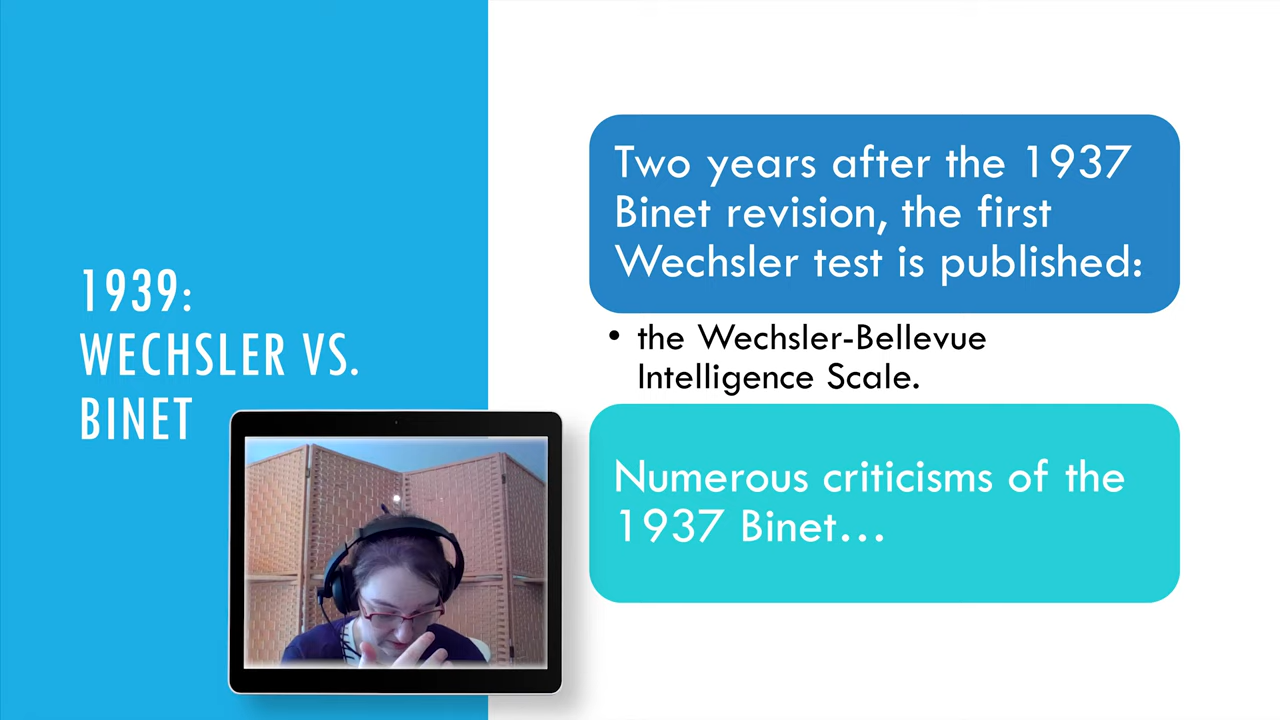 1939:
WECHSLER VS.
BINET
Two years after the 1937
Binet revision, the first
Wechsler test is published:
• the Wechsler-Bellevue
Intelligence Scale.
Numerous criticisms of the
1937 Binet...